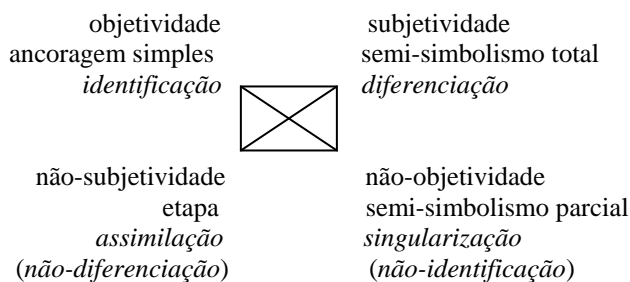 objetividade subjetividade
ancoragem simples semi-simbolismo total
identificação diferenciação
não-subjetividade não-objetividade
etapa semi-simbolismo parcial
assimilação singularização
(não-diferenciação) (não-identificação)